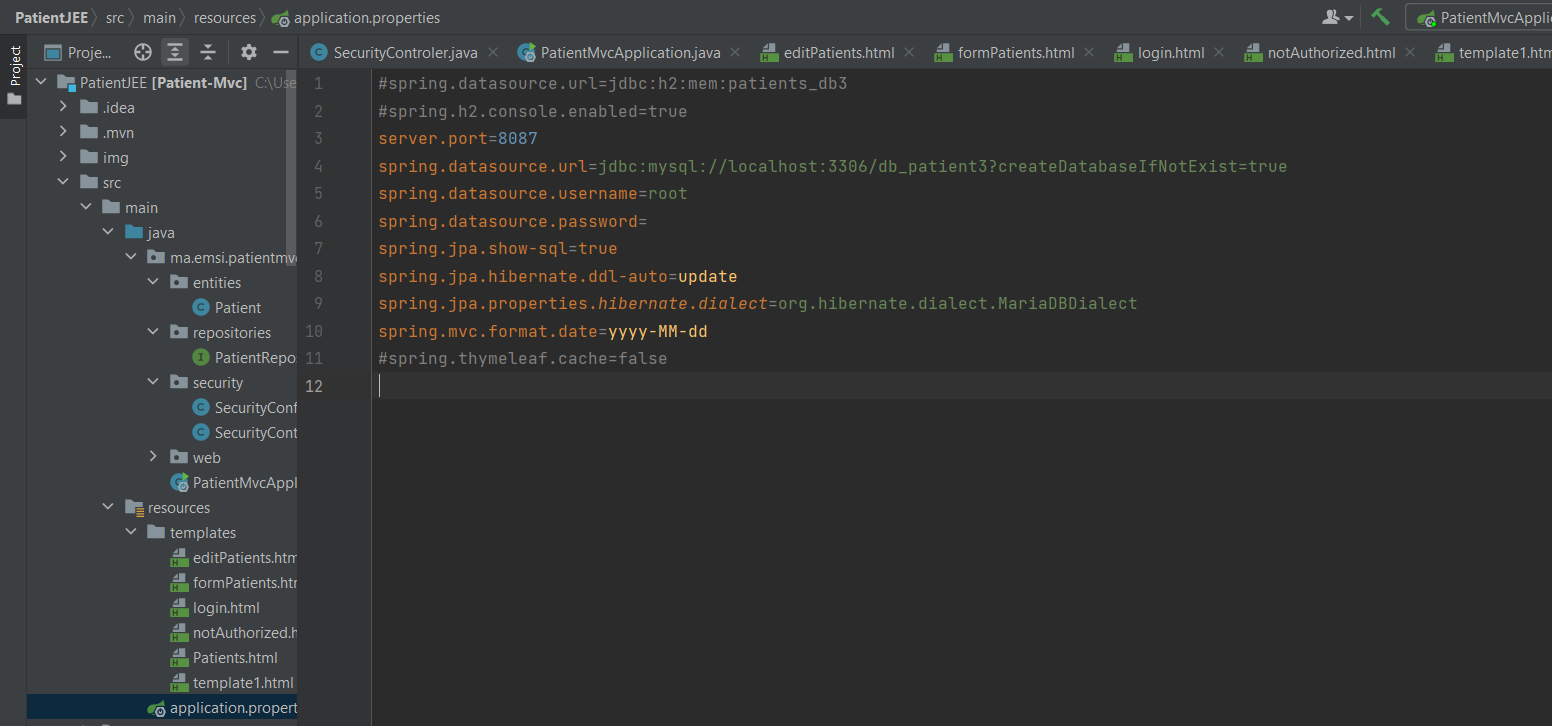 PatientJEE src main resources application.properties PatientMvcApplic
Project
Proje... SecurityControler.java PatientMvcApplication.java editPatients.html formPatients.html login.html notAuthorized.html template1.htm
PatientJEE [Patient-Mvc] C:\Use
.idea
.mvn
img
src
main
java
ma.emsi.patientmv
entities
Patient
repositories
PatientRepo
security
SecurityConf
SecurityCont
web
PatientMvcAppl
resources
templates
editPatients.htm
formPatients.htm
login.html
notAuthorized.h
Patients.html
template1.html
application.propert
1 #spring.datasource.url=jdbc:h2:mem:patients_db3
2 #spring.h2.console.enabled=true
3 server.port=8087
4 spring.datasource.url=jdbc:mysql://localhost:3306/db_patient3?createDatabaseIfNotExist=true
5 spring.datasource.username=root
6 spring.datasource.password=
7 spring.jpa.show-sql=true
8 spring.jpa.hibernate.ddl-auto=update
9 spring.jpa.properties.hibernate.dialect=org.hibernate.dialect.MariaDBDialect
10 spring.mvc.format.date=yyyy-MM-dd
11 #spring.thymeleaf.cache=false
12